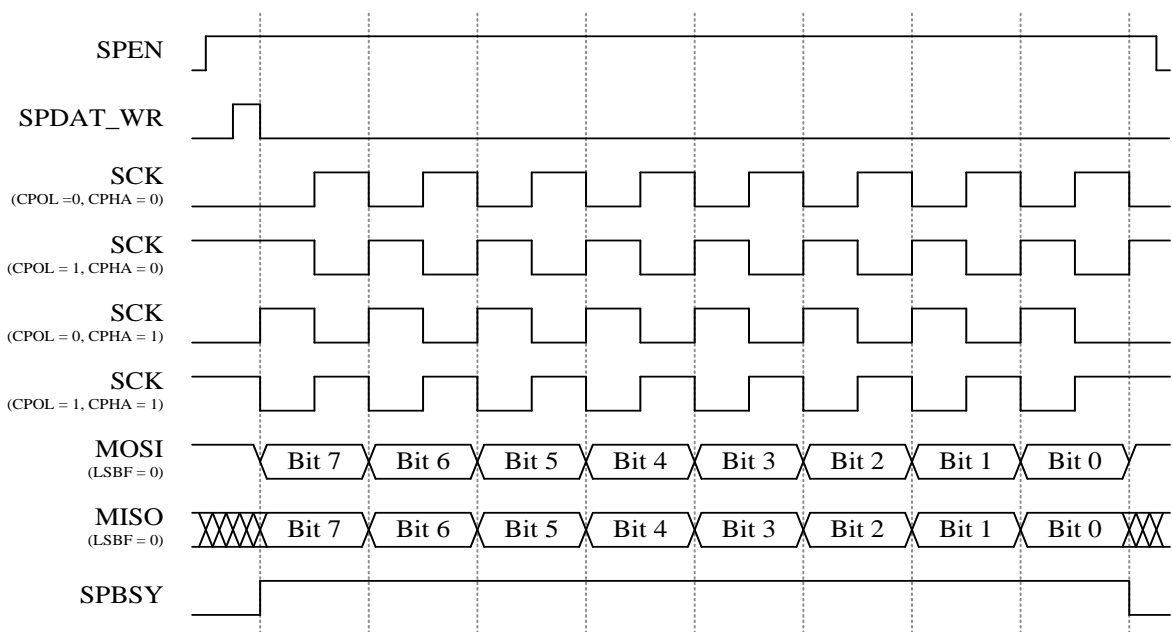 SPEN
SPDAT_WR
SCK
(CPOL =0, CPHA = 0)
SCK
(CPOL = 1, CPHA = 0)
SCK
(CPOL = 0, CPHA = 1)
SCK
(CPOL = 1, CPHA = 1)
MOSI
(LSBF = 0)
Bit 7 Bit 6 Bit 5 Bit 4 Bit 3 Bit 2 Bit 1 Bit 0
MISO
(LSBF = 0)
Bit 7 Bit 6 Bit 5 Bit 4 Bit 3 Bit 2 Bit 1 Bit 0
SPBSY